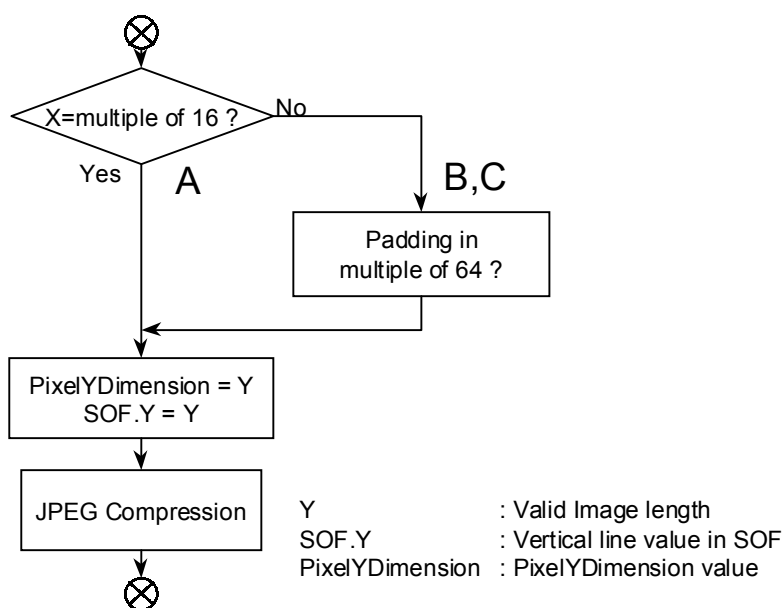 X=multiple of 16 ?
No
Yes
A
B,C
Padding in
multiple of 64 ?
PixelYDimension = Y
SOF.Y = Y
JPEG Compression
Y : Valid Image length
SOF.Y : Vertical line value in SOF
PixelYDimension : PixelYDimension value